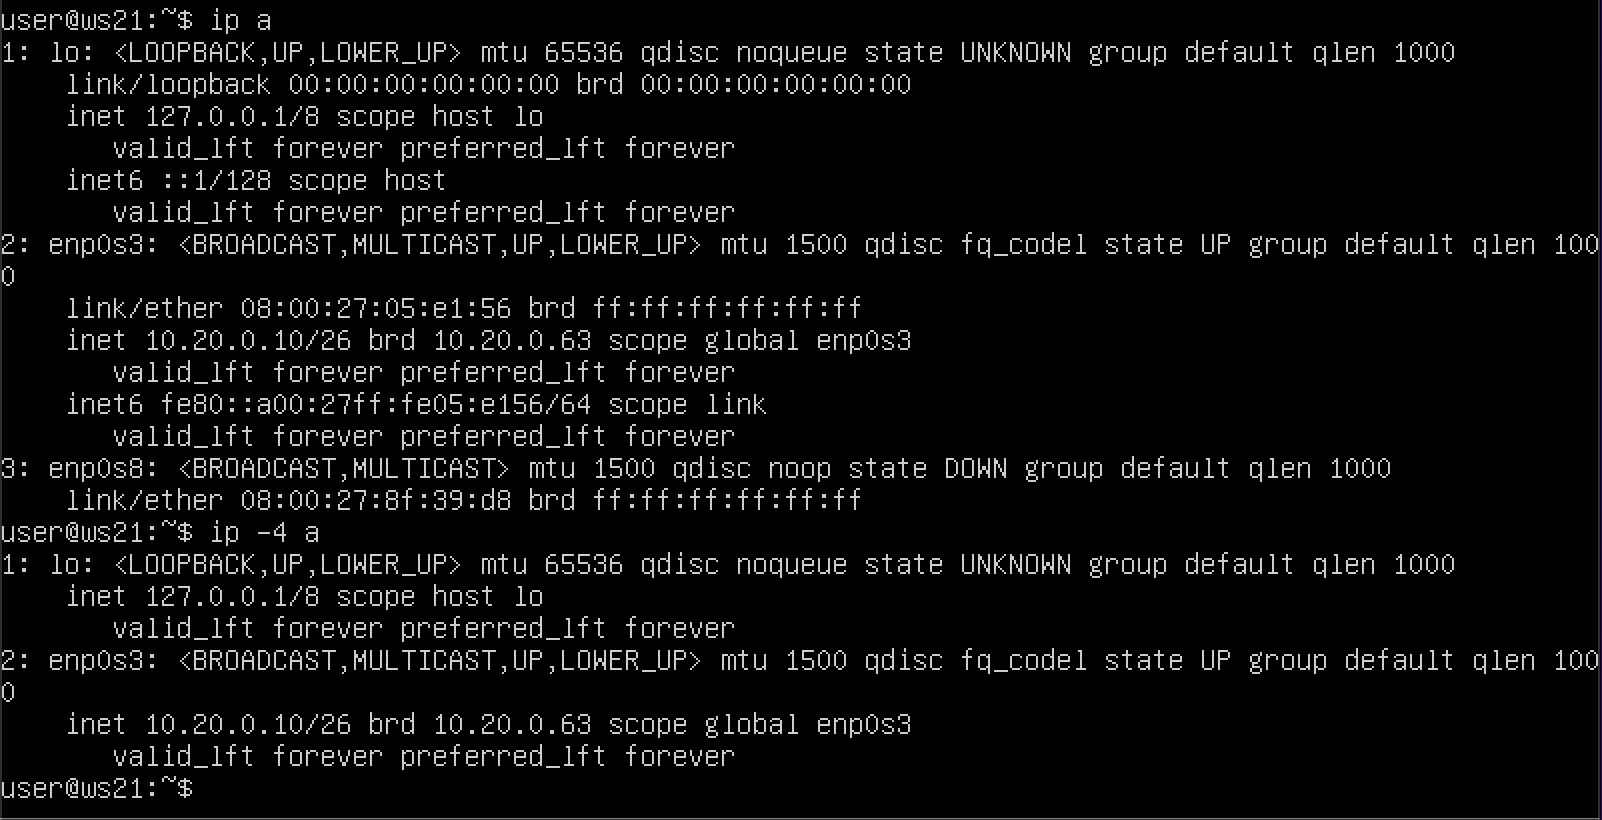 user@ws21:~$ ip a
1: lo: <LOOPBACK,UP,LOWER_UP> mtu 65536 qdisc noqueue state UNKNOWN group default qlen 1000
    link/loopback 00:00:00:00:00:00 brd 00:00:00:00:00:00
    inet 127.0.0.1/8 scope host lo
       valid_lft forever preferred_lft forever
    inet6 ::1/128 scope host
       valid_lft forever preferred_lft forever
2: enp0s3: <BROADCAST,MULTICAST,UP,LOWER_UP> mtu 1500 qdisc fq_codel state UP group default qlen 100
0
    link/ether 08:00:27:05:e1:56 brd ff:ff:ff:ff:ff:ff
    inet 10.20.0.10/26 brd 10.20.0.63 scope global enp0s3
       valid_lft forever preferred_lft forever
    inet6 fe80::a00:27ff:fe05:e156/64 scope link
       valid_lft forever preferred_lft forever
3: enp0s8: <BROADCAST,MULTICAST> mtu 1500 qdisc noop state DOWN group default qlen 1000
    link/ether 08:00:27:8f:39:d8 brd ff:ff:ff:ff:ff:ff
user@ws21:~$ ip -4 a
1: lo: <LOOPBACK,UP,LOWER_UP> mtu 65536 qdisc noqueue state UNKNOWN group default qlen 1000
    inet 127.0.0.1/8 scope host lo
       valid_lft forever preferred_lft forever
2: enp0s3: <BROADCAST,MULTICAST,UP,LOWER_UP> mtu 1500 qdisc fq_codel state UP group default qlen 100
0
    inet 10.20.0.10/26 brd 10.20.0.63 scope global enp0s3
       valid_lft forever preferred_lft forever
user@ws21:~$